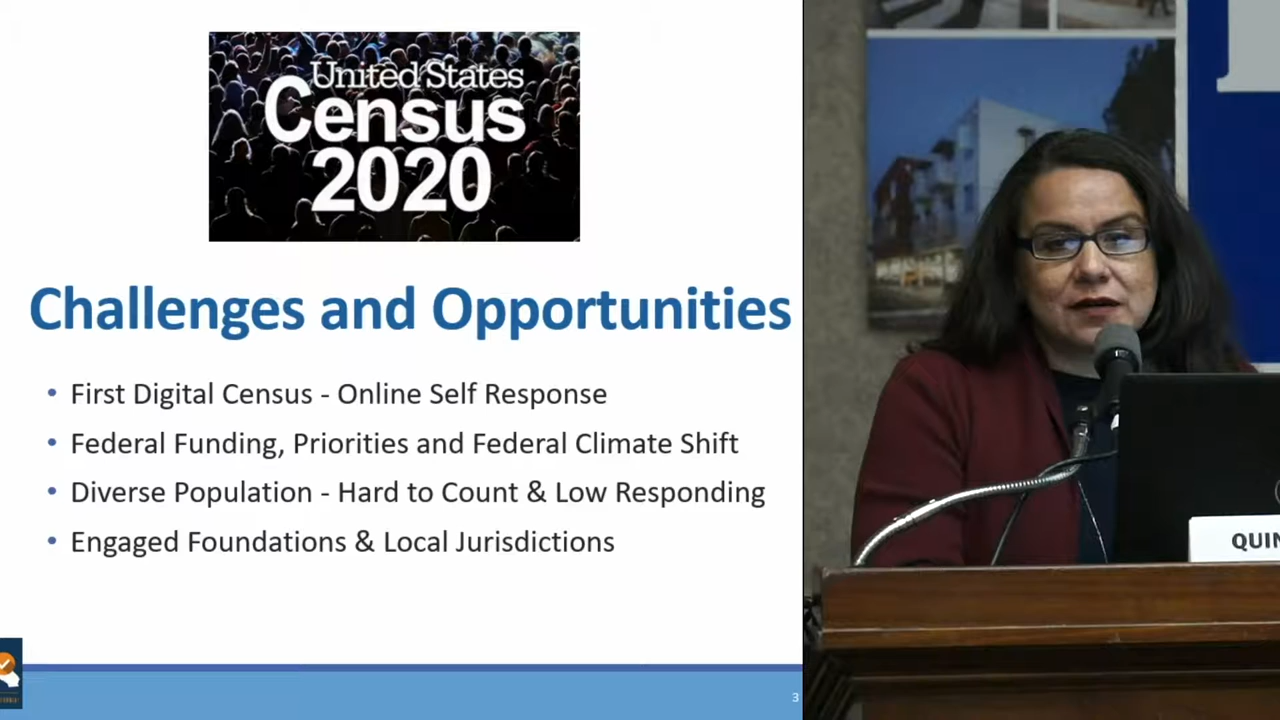 United States
Census
2020
Challenges and Opportunities
• First Digital Census - Online Self Response
• Federal Funding, Priorities and Federal Climate Shift
• Diverse Population - Hard to Count & Low Responding
• Engaged Foundations & Local Jurisdictions
3
QUIN